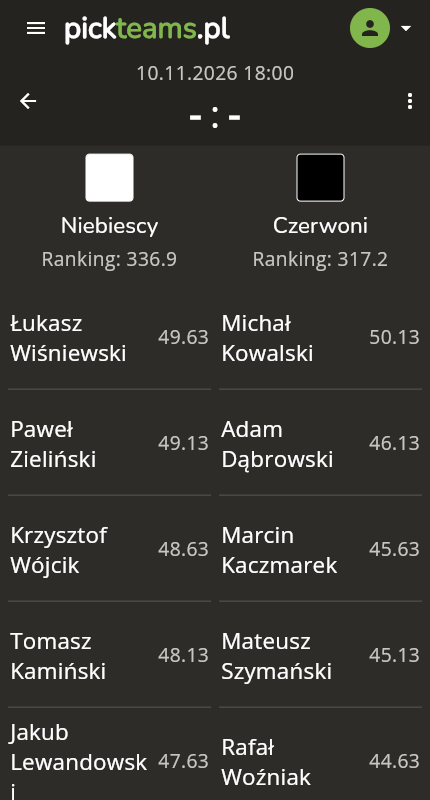 pickteams.pl
10.11.2026 18:00
- : -
Niebiescy
Ranking: 336.9
Czerwoni
Ranking: 317.2
Łukasz
Wiśniewski
49.63
Michał
Kowalski
50.13
Paweł
Zieliński
49.13
Adam
Dąbrowski
46.13
Krzysztof
Wójcik
48.63
Marcin
Kaczmarek
45.63
Tomasz
Kamiński
48.13
Mateusz
Szymański
45.13
Jakub
Lewandowsk
i
47.63
Rafał
Woźniak
44.63